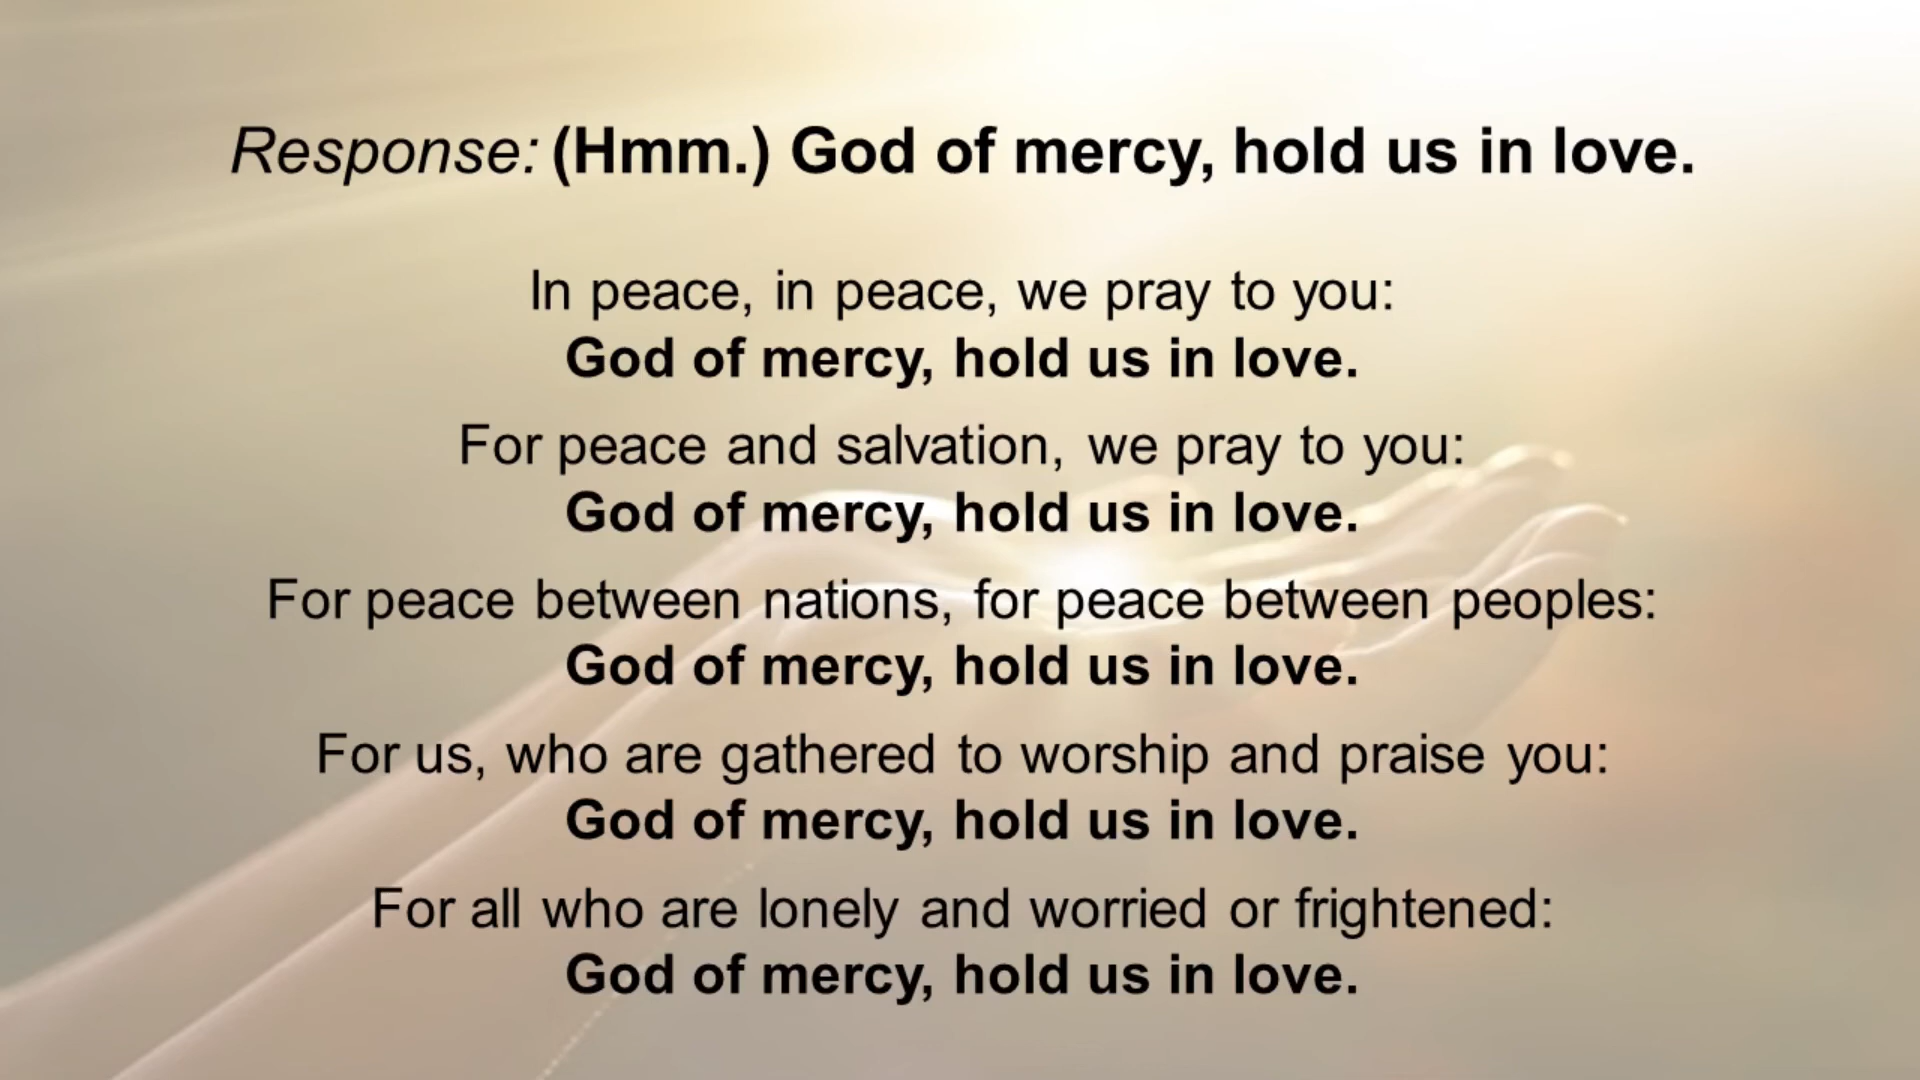 Response: (Hmm.) God of mercy, hold us in love.
In peace, in peace, we pray to you:
God of mercy, hold us in love.
For peace and salvation, we pray to you:
God of mercy, hold us in love.
For peace between nations, for peace between peoples:
God of mercy, hold us in love.
For us, who are gathered to worship and praise you:
God of mercy, hold us in love.
For all who are lonely and worried or frightened:
God of mercy, hold us in love.